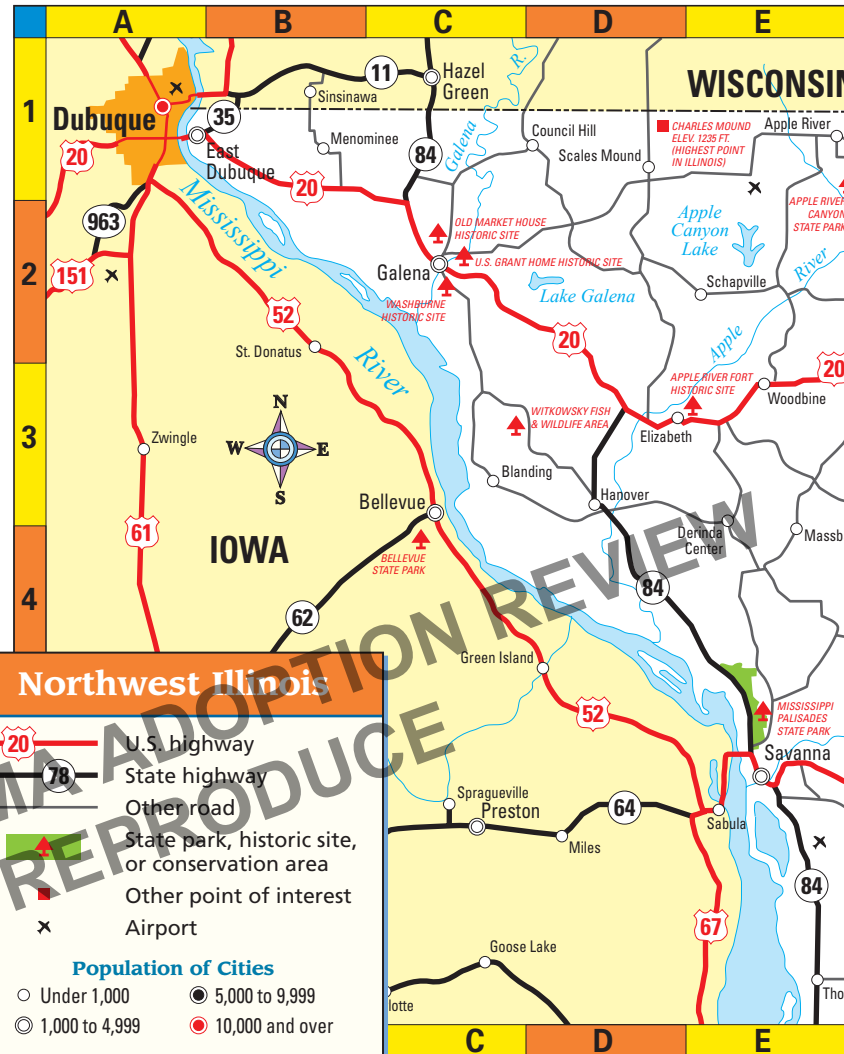 A
B
C
D
E
1
2
3
4
WISCONSIN
11
Hazel
Green
Sinsinawa
R.
Galena
Dubuque
35
84
Menominee
Council Hill
CHARLES MOUND
ELEV. 1235 FT.
(HIGHEST POINT
IN ILLINOIS)
Apple River
Scales Mound
20
East
Dubuque
20
Mississippi
River
963
151
OLD MARKET HOUSE
HISTORIC SITE
U.S. GRANT HOME HISTORIC SITE
Galena
WASHBURNE
HISTORIC SITE
Lake Galena
Apple
Canyon
Lake
APPLE RIVER
CANYON
STATE PARK
Schapville
Apple
River
52
St. Donatus
20
APPLE RIVER FORT
HISTORIC SITE
20
Woodbine
N
W
E
S
Zwingle
WITKOWSKY FISH
& WILDLIFE AREA
Elizabeth
Blanding
Hanover
Bellevue
61
IOWA
BELLEVUE
STATE PARK
Derinda
Center
Massb
62
84
Green Island
52
MISSISSIPPI
PALISADES
STATE PARK
Savanna
Spragueville
Preston
64
Miles
Sabula
84
67
Goose Lake
lotte
Tho
Northwest Illinois
20
U.S. highway
78
State highway
Other road
State park, historic site,
or conservation area
Other point of interest
Airport
Population of Cities
Under 1,000
5,000 to 9,999
1,000 to 4,999
10,000 and over
C
D
E
MA ADOPTION REVIEW
REPRODUCE